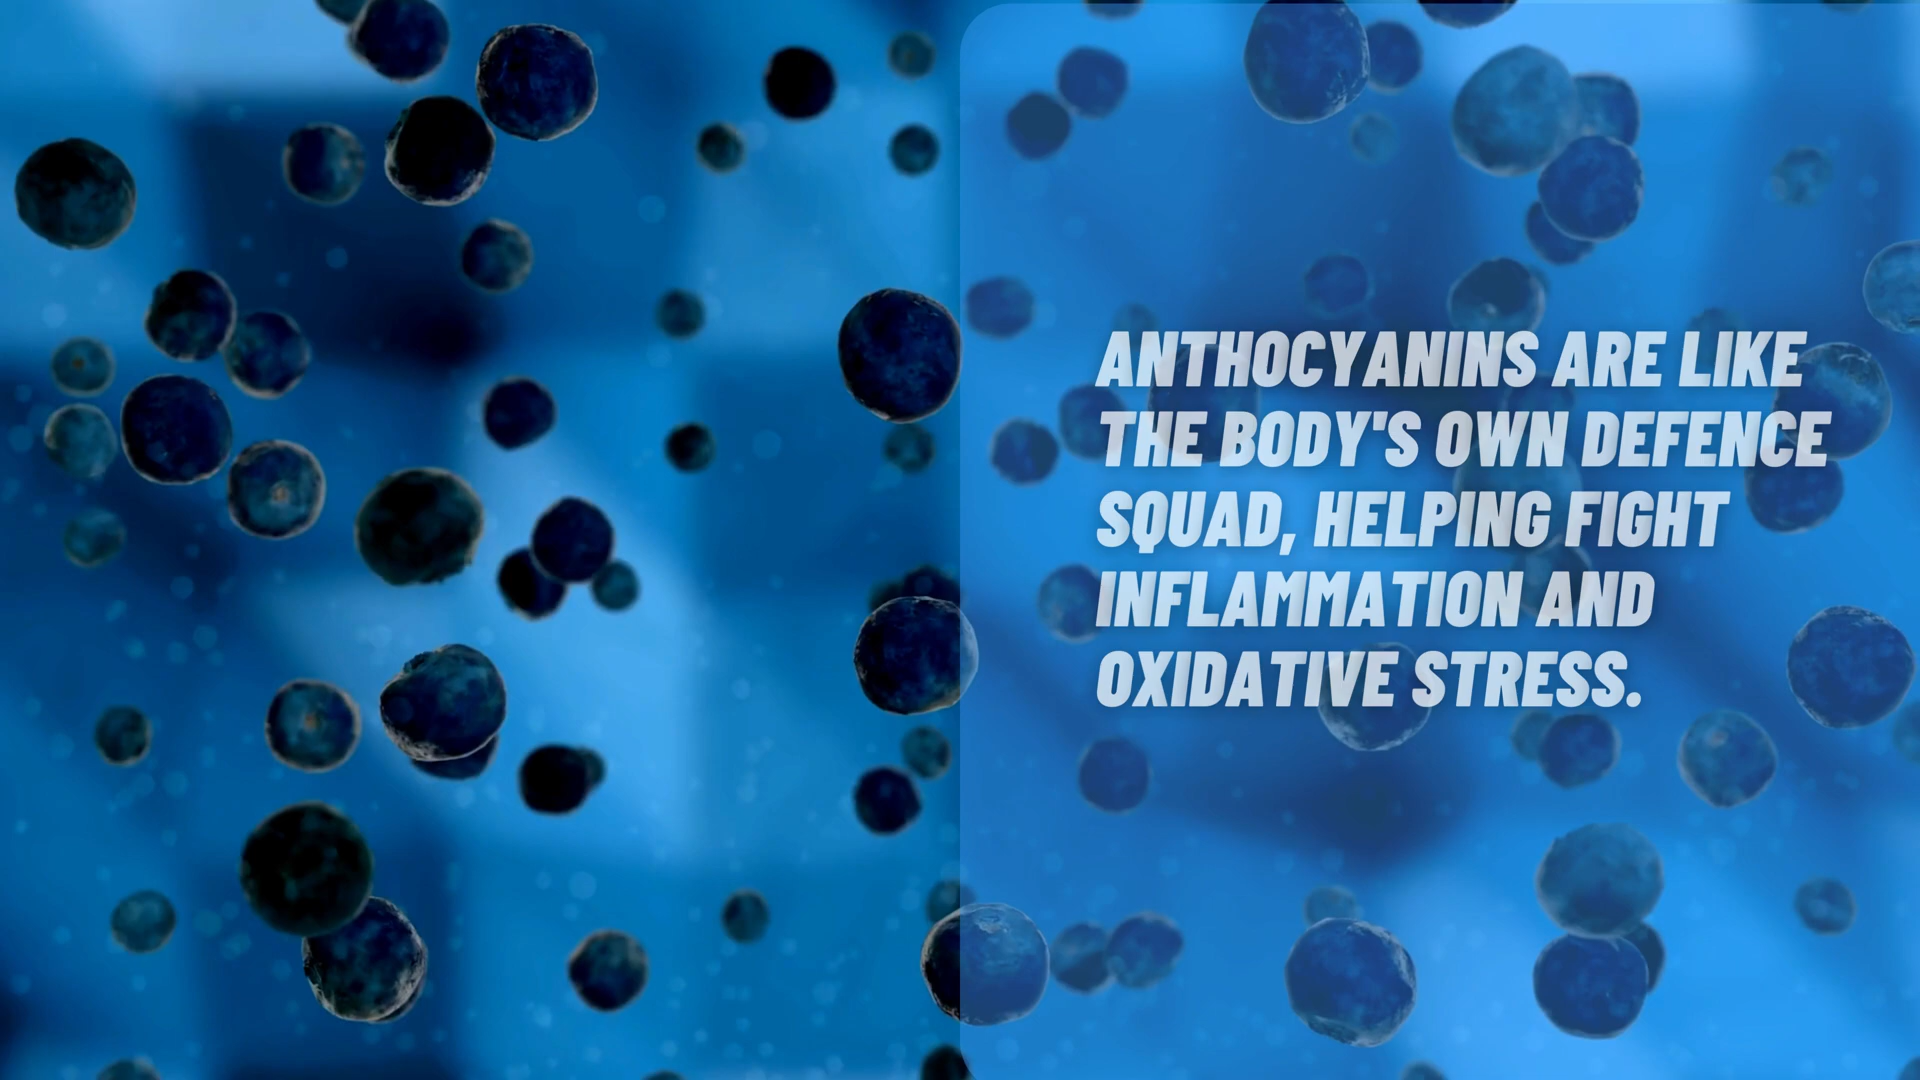 ANTHOCYANINS ARE LIKE
THE BODY'S OWN DEFENCE
SQUAD, HELPING FIGHT
INFLAMMATION AND
OXIDATIVE STRESS.